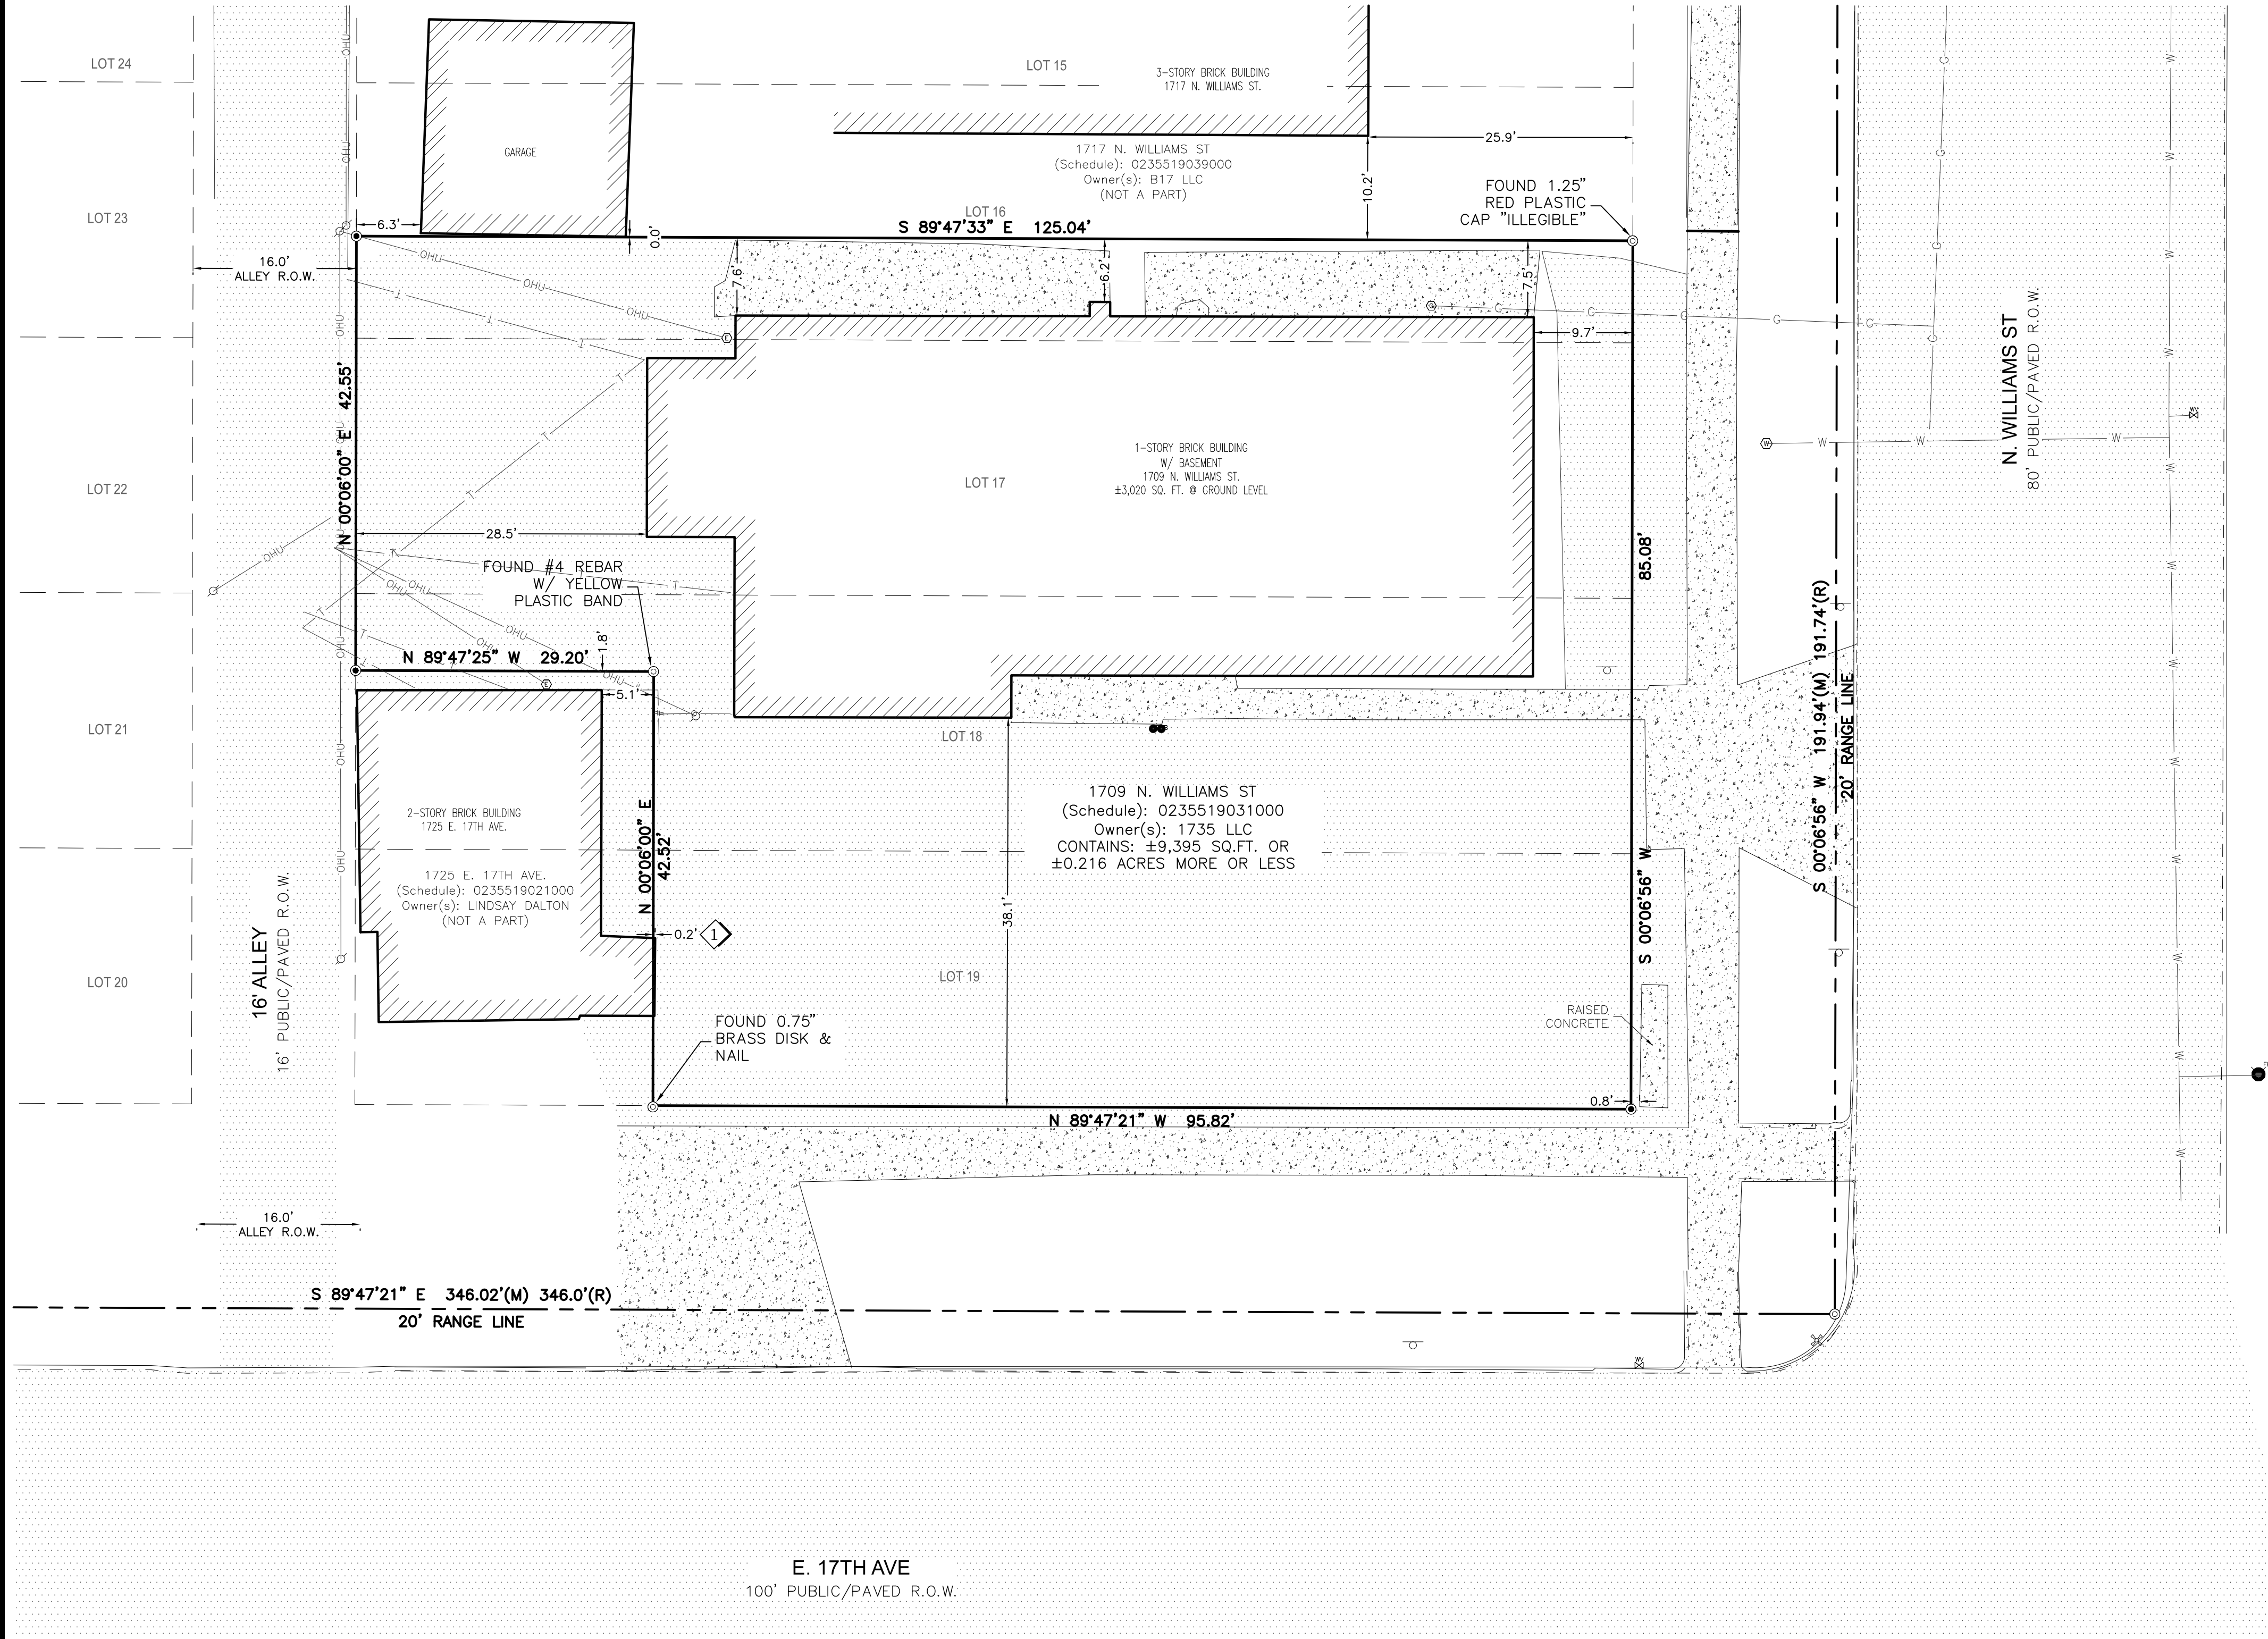 LOT 24
LOT 15
3-STORY BRICK BUILDING
1717 N. WILLIAMS ST.
GARAGE
25.9'
1717 N. WILLIAMS ST
(Schedule): 0235519039000
Owner(s): B17 LLC
(NOT A PART)
10.2'
FOUND 1.25"
RED PLASTIC
CAP "ILLEGIBLE"
LOT 23
LOT 16
6.3'
S 89°47'33" E 125.04'
0.0'
16.0'
ALLEY R.O.W.
7.6'
6.2'
7.5'
9.7'
OHU
OHU
OHU
T
T
T
G
G
G
G
G
G
N. WILLIAMS ST
80' PUBLIC/PAVED R.O.W.
N 00°06'00" E 42.55'
1-STORY BRICK BUILDING
W/ BASEMENT
1709 N. WILLIAMS ST.
±3,020 SQ. FT. @ GROUND LEVEL
LOT 22
LOT 17
W
W
W
W
WV
28.5'
FOUND #4 REBAR
W/ YELLOW
PLASTIC BAND
85.08'
S 00°06'56" W 191.94'(M) 191.74'(R)
20' RANGE LINE
N 89°47'25" W 29.20'
1.8'
5.1'
E
LOT 21
LOT 18
2-STORY BRICK BUILDING
1725 E. 17TH AVE.
N 00°06'00" E
42.52'
1709 N. WILLIAMS ST
(Schedule): 0235519031000
Owner(s): 1735 LLC
CONTAINS: ±9,395 SQ.FT. OR
±0.216 ACRES MORE OR LESS
1725 E. 17TH AVE.
(Schedule): 0235519021000
Owner(s): LINDSAY DALTON
(NOT A PART)
S 00°06'56" W
38.1'
0.2'
1
16' ALLEY
16' PUBLIC/PAVED R.O.W.
LOT 20
LOT 19
FOUND 0.75"
BRASS DISK &
NAIL
RAISED
CONCRETE
0.8'
N 89°47'21" W 95.82'
16.0'
ALLEY R.O.W.
S 89°47'21" E 346.02'(M) 346.0'(R)
20' RANGE LINE
WV
E. 17TH AVE
100' PUBLIC/PAVED R.O.W.